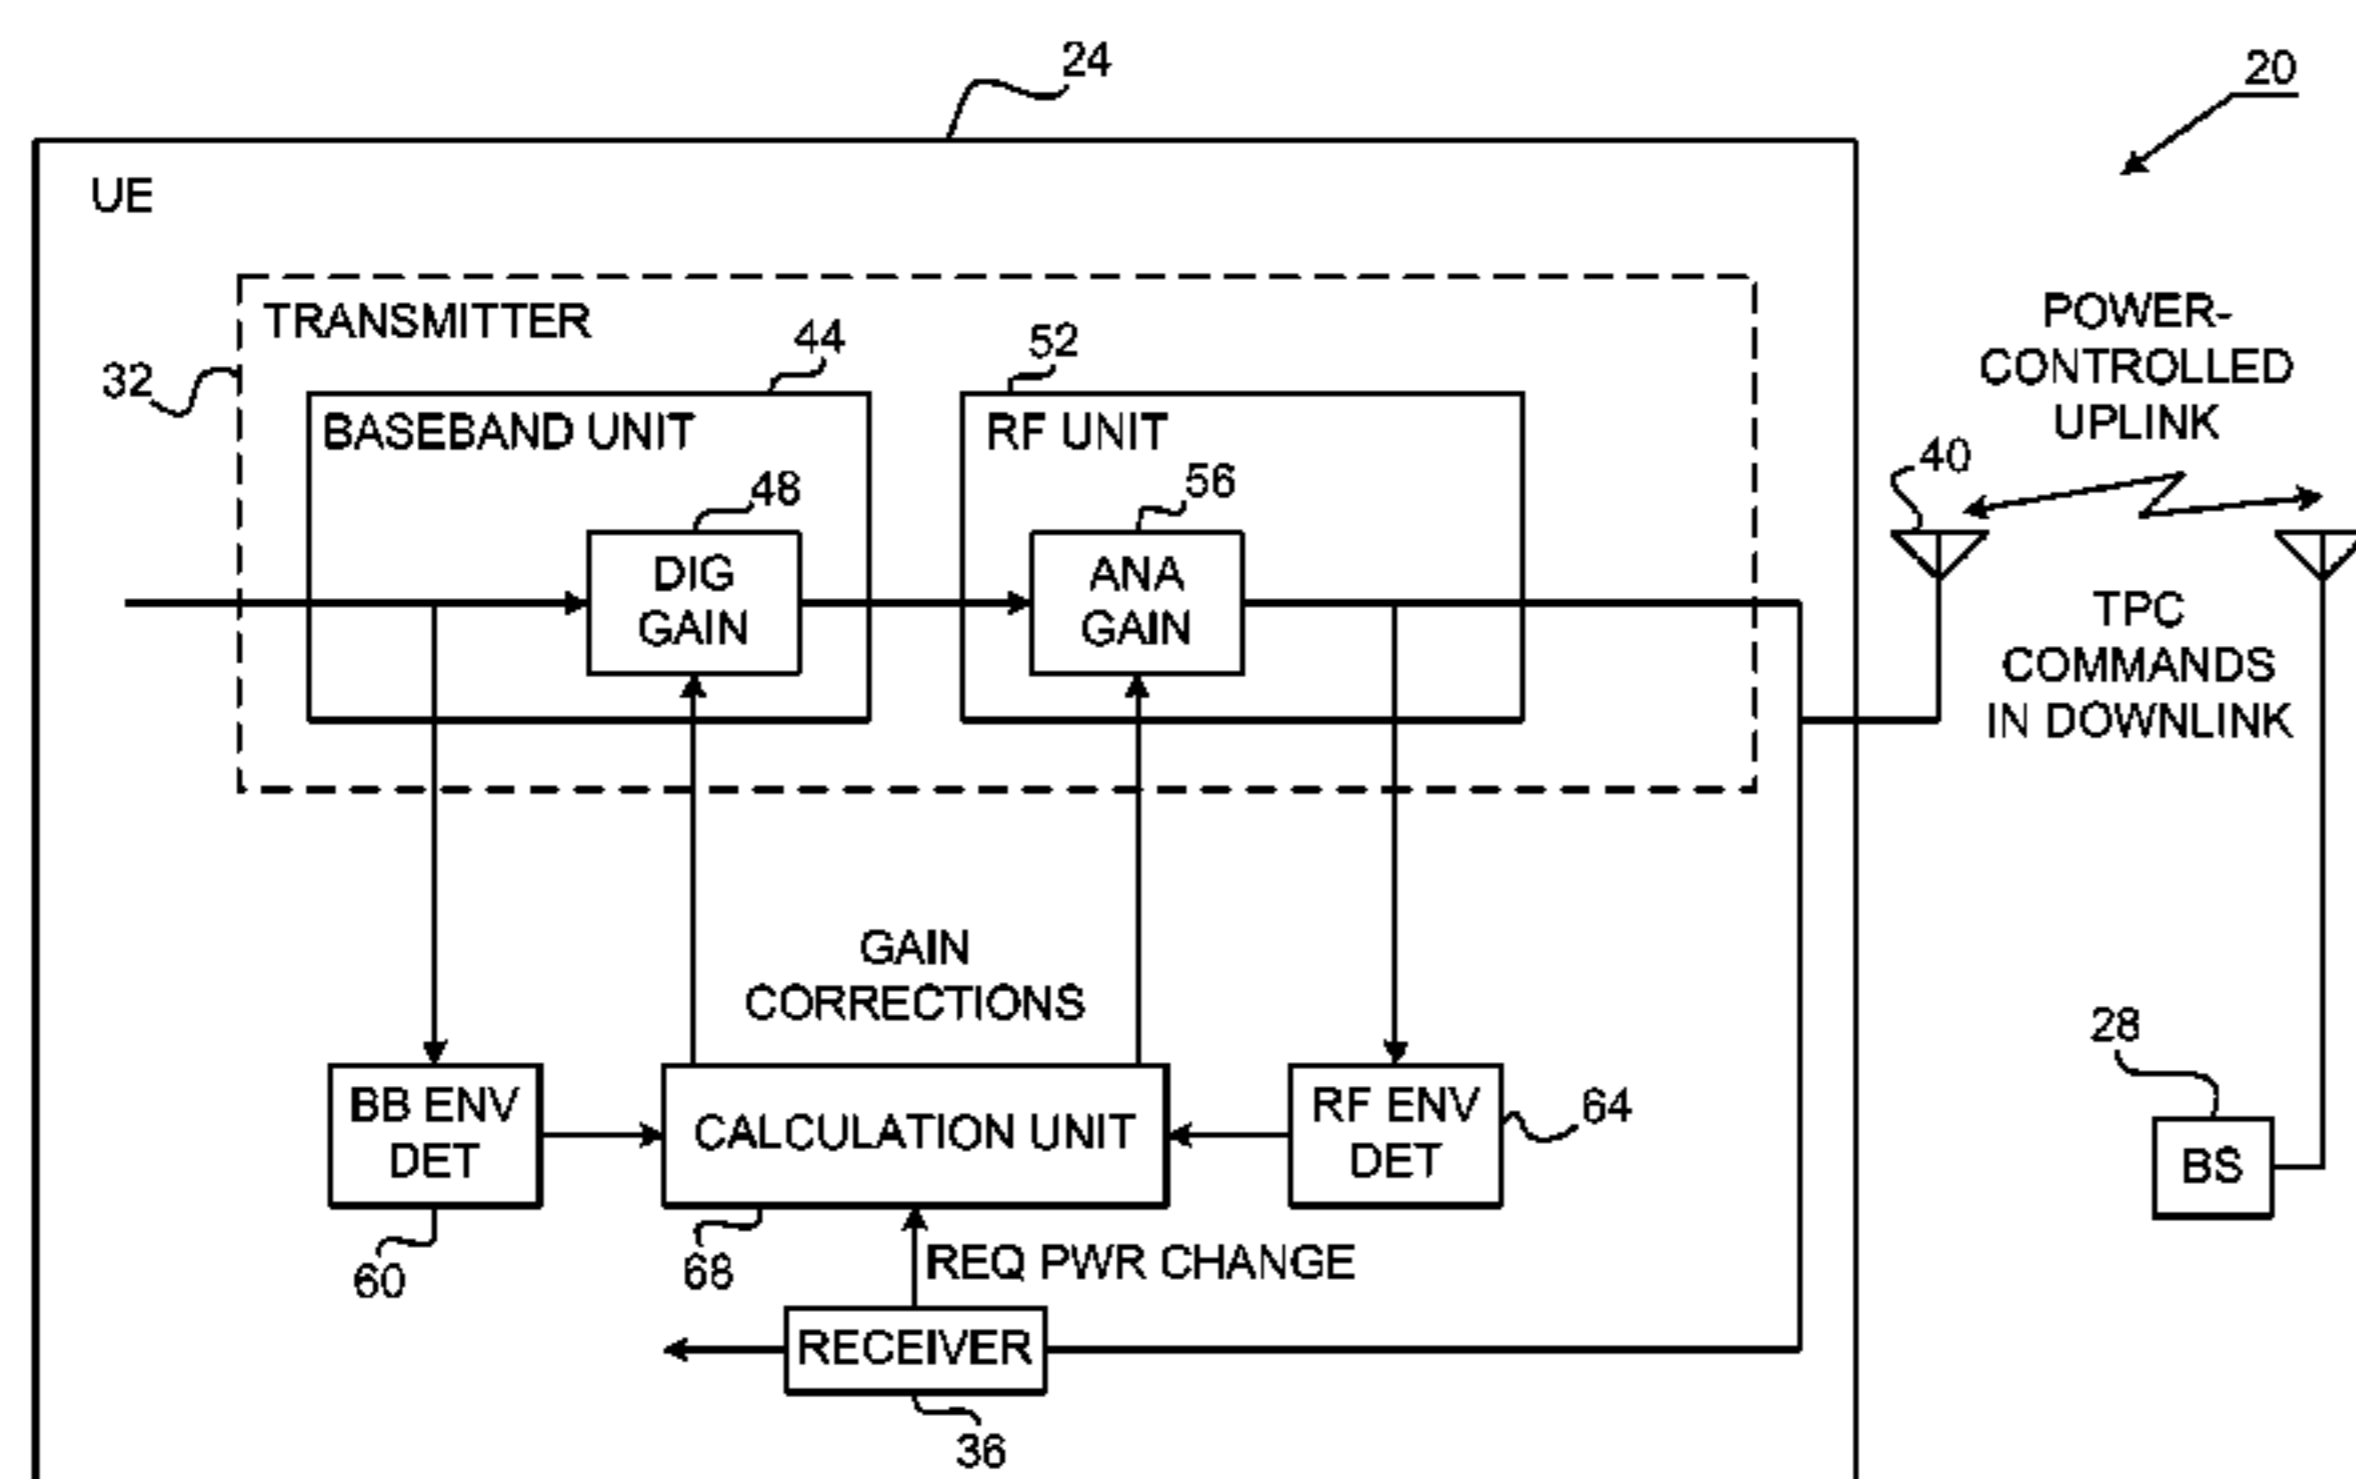 24
20
UE
TRANSMITTER
32
44
52
POWER-
CONTROLLED
UPLINK
BASEBAND UNIT
RF UNIT
40
48
56
DIG
GAIN
ANA
GAIN
TPC
COMMANDS
IN DOWNLINK
GAIN
CORRECTIONS
28
BB ENV
DET
CALCULATION UNIT
RF ENV
DET
64
BS
60
68
REQ PWR CHANGE
RECEIVER
36